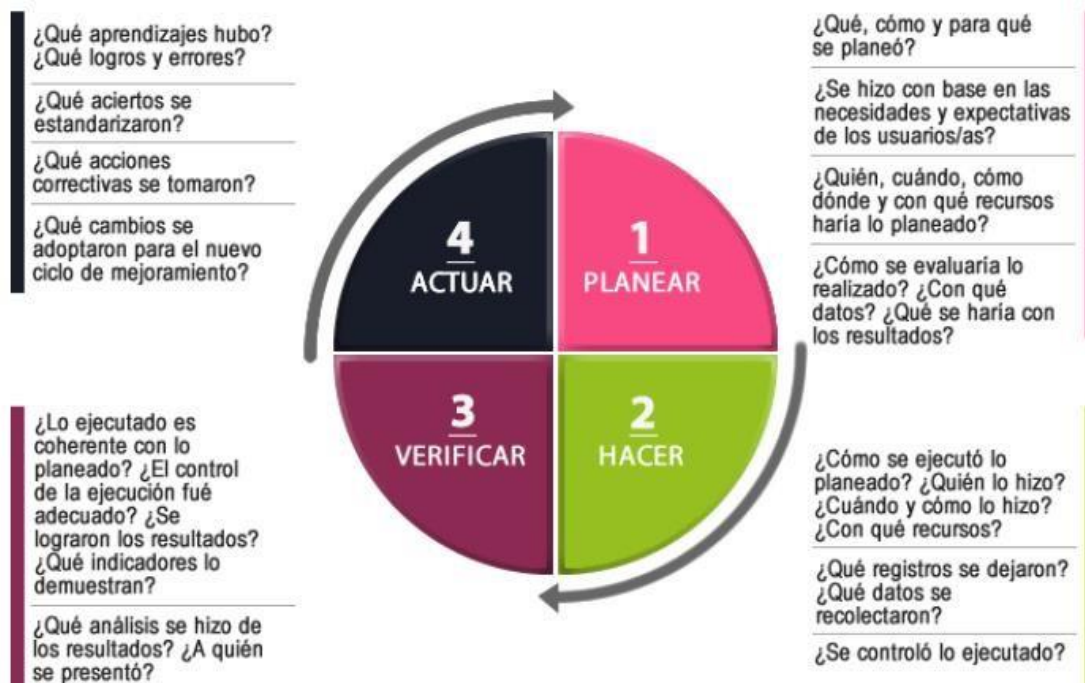 ¿Qué aprendizajes hubo?
¿Qué logros y errores?
¿Qué aciertos se
estandarizaron?
¿Qué acciones
correctivas se tomaron?
¿Qué cambios se
adoptaron para el nuevo
ciclo de mejoramiento?
4
ACTUAR
1
PLANEAR
¿Qué, cómo y para qué
se planeó?
¿Se hizo con base en las
necesidades y expectativas
de los usuarios/as?
¿Quién, cuándo, cómo
dónde y con qué recursos
haría lo planeado?
¿Cómo se evaluaría lo
realizado? ¿Con qué
datos? ¿Qué se haría con
los resultados?
¿Lo ejecutado es
coherente con lo
planeado? ¿El control
de la ejecución fué
adecuado? ¿Se
lograron los resultados?
¿Qué indicadores lo
demuestran?
¿Qué análisis se hizo de
los resultados? ¿A quién
se presentó?
3
VERIFICAR
2
HACER
¿Cómo se ejecutó lo
planeado? ¿Quién lo hizo?
¿Cuándo y cómo lo hizo?
¿Con qué recursos?
¿Qué registros se dejaron?
¿Qué datos se
recolectaron?
¿Se controló lo ejecutado?